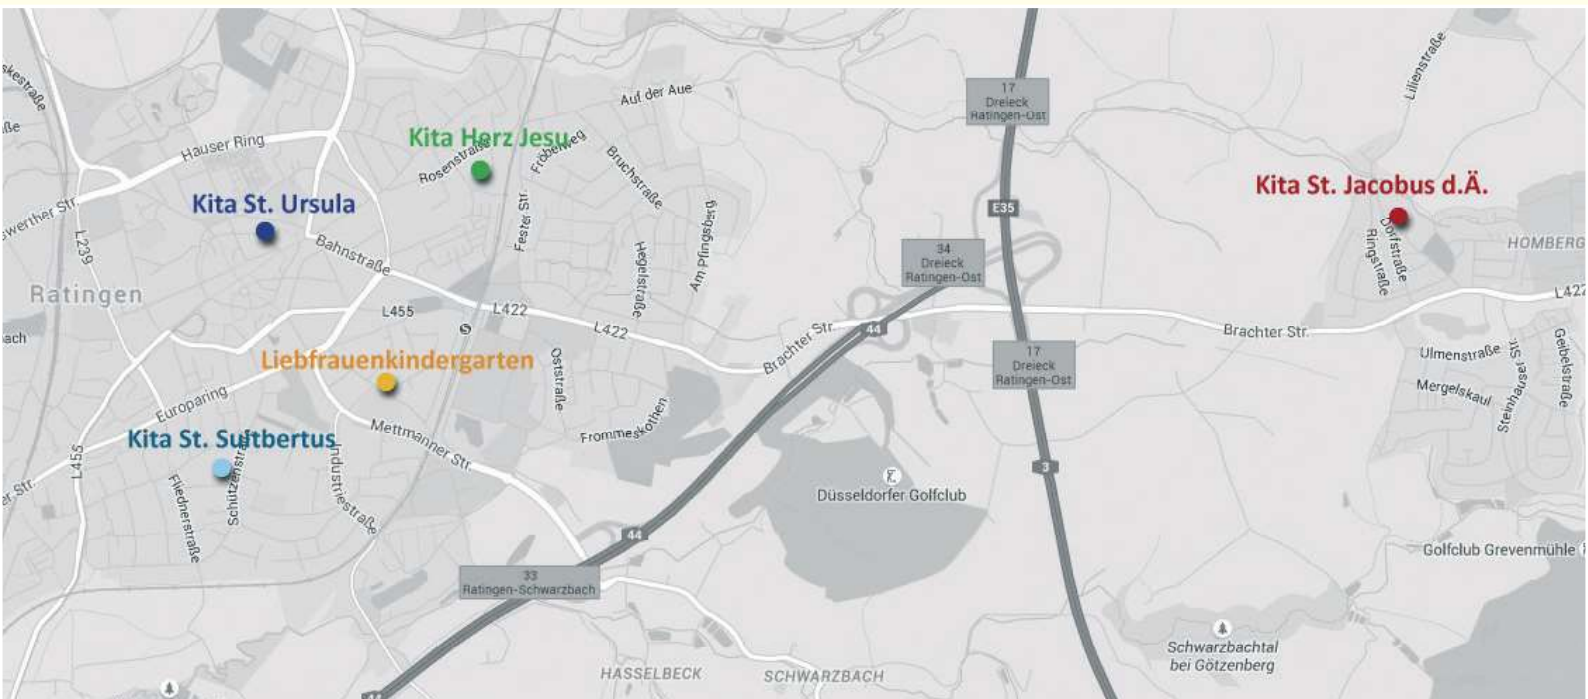 Lilienstraße
Auf der Aue
17
Dreieck
Ratingen-Ost
Kita Herz Jesu
Hauser Ring
Rosenstraße
Fröbelweg
Bruchstraße
Kita St. Jacobus d.Ä.
Kita St. Ursula
Fester Str.
Am Pfingsberg
E35
L239
Bahnstraße
Hegelstraße
34
Dreieck
Ratingen-Ost
Dorfstraße
Ringstraße
HOMBERG
Ratingen
L455
L422
L422
L422
S
Brachter Str.
44
Brachter Str.
Liebfrauenkindergarten
Oststraße
17
Dreieck
Ratingen-Ost
Ulmenstraße
Steinhauser Str.
Geibelstraße
Mergelskaul
Europaring
Mettmanner Str.
Frommeskothen
Kita St. Suitbertus
L455
Fliednerstraße
Schützenstraße
Industriestraße
3
Düsseldorfer Golfclub
44
Golfclub Grevenmühle
33
Ratingen-Schwarzbach
Schwarzbachtal
bei Götzenberg
HASSELBECK
SCHWARZBACH
44